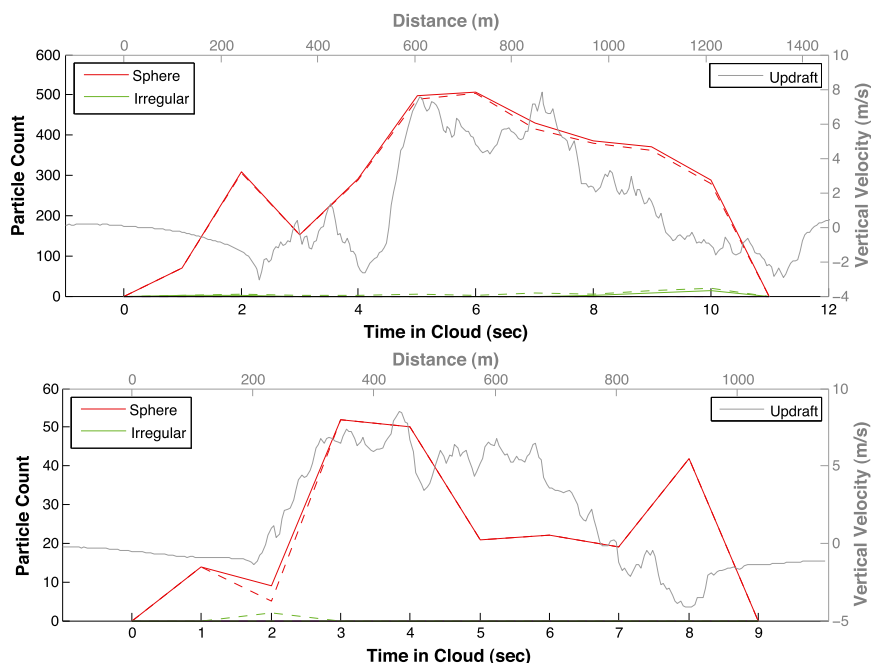 Distance (m)
0 200 400 600 800 1000 1200 1400
600 500 400 300 200 100 0
Particle Count
Sphere
Irregular
Updraft
10 8 6 4 2 0 −2 −4
Vertical Velocity (m/s)
0 2 4 6 8 10 12
Time in Cloud (sec)
Distance (m)
0 200 400 600 800 1000
60 50 40 30 20 10 0
Particle Count
Sphere
Irregular
Updraft
10 5 0 −5
Vertical Velocity (m/s)
0 1 2 3 4 5 6 7 8 9
Time in Cloud (sec)